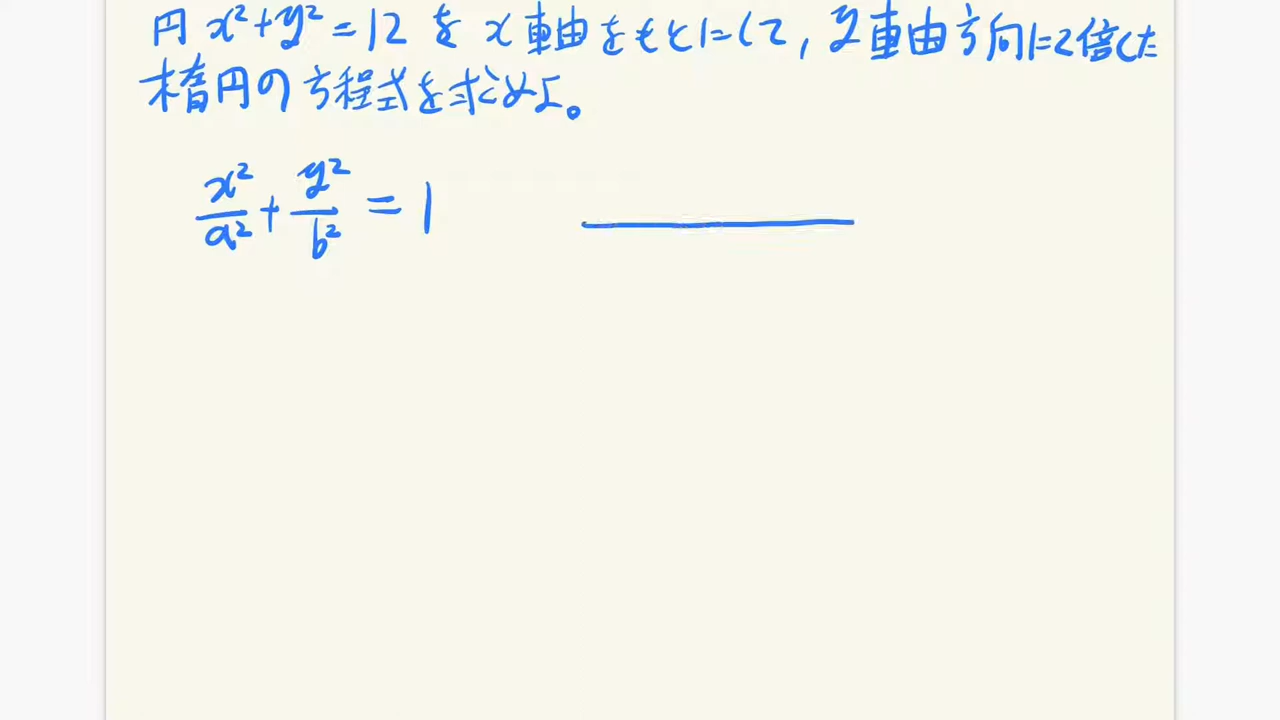 円 x²+y²=12 を x軸をもとにして, y軸方向に2倍した
楕円の方程式を求めよ。
x²/a² + y²/b² = 1